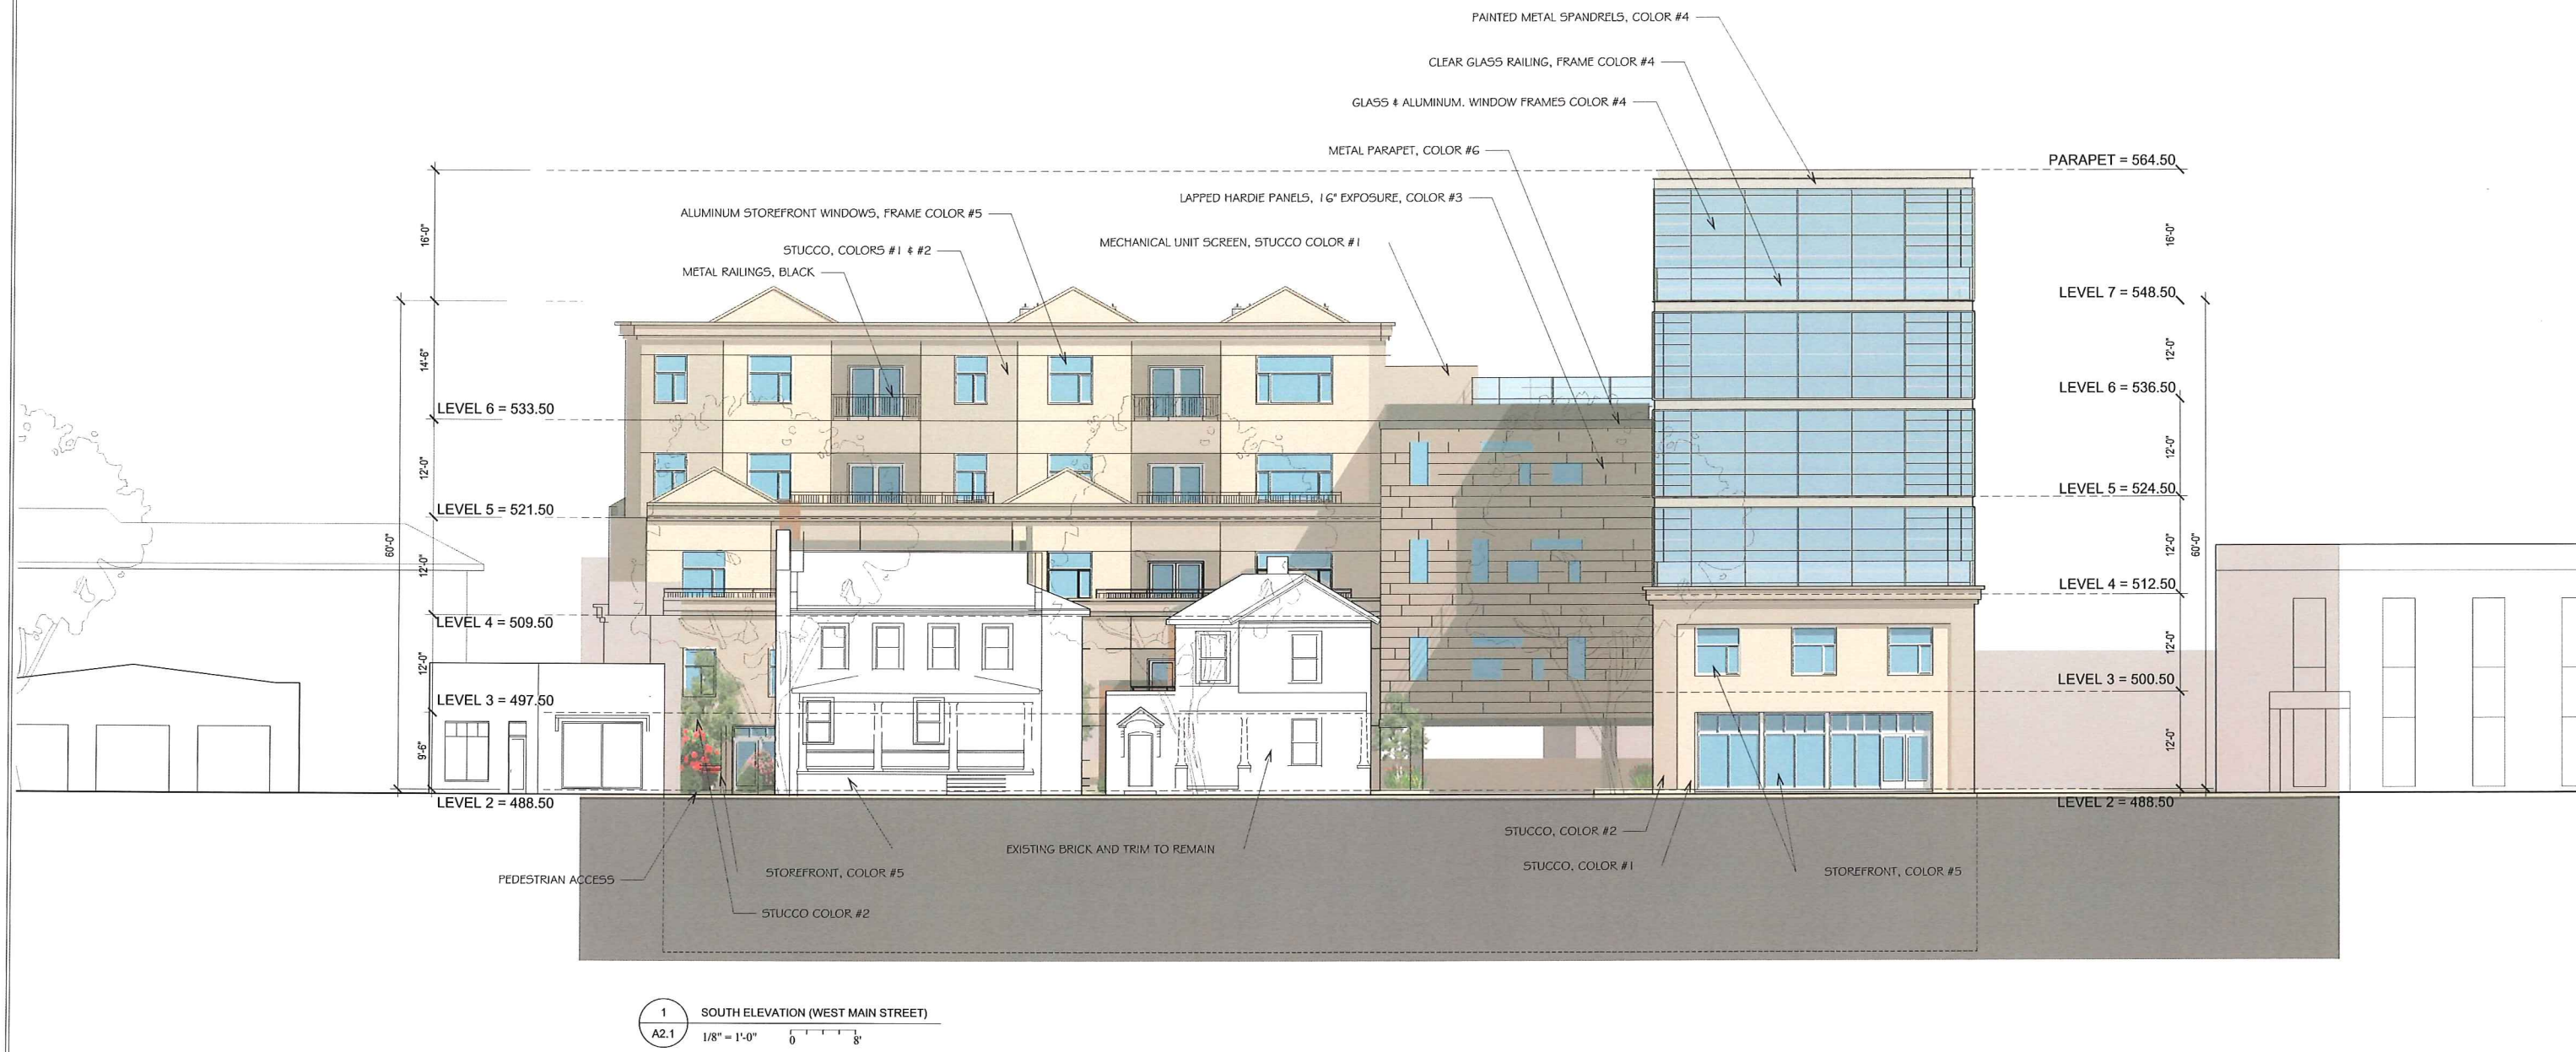 PAINTED METAL SPANDRELS, COLOR #4
CLEAR GLASS RAILING, FRAME COLOR #4
GLASS & ALUMINUM. WINDOW FRAMES COLOR #4
METAL PARAPET, COLOR #6
LAPPED HARDIE PANELS, 16" EXPOSURE, COLOR #3
MECHANICAL UNIT SCREEN, STUCCO COLOR #1
ALUMINUM STOREFRONT WINDOWS, FRAME COLOR #5
STUCCO, COLORS #1 & #2
METAL RAILINGS, BLACK
16'-0"
14'-6"
LEVEL 6 = 533.50
12'-0"
LEVEL 5 = 521.50
60'-0"
12'-0"
LEVEL 4 = 509.50
12'-0"
LEVEL 3 = 497.50
9'-6"
LEVEL 2 = 488.50
PARAPET = 564.50
16'-0"
LEVEL 7 = 548.50
12'-0"
LEVEL 6 = 536.50
12'-0"
LEVEL 5 = 524.50
12'-0"
60'-0"
LEVEL 4 = 512.50
12'-0"
LEVEL 3 = 500.50
12'-0"
LEVEL 2 = 488.50
PEDESTRIAN ACCESS
STOREFRONT, COLOR #5
STUCCO COLOR #2
EXISTING BRICK AND TRIM TO REMAIN
STUCCO, COLOR #2
STUCCO, COLOR #1
STOREFRONT, COLOR #5
1
A2.1
SOUTH ELEVATION (WEST MAIN STREET)
1/8" = 1'-0"
0 8'